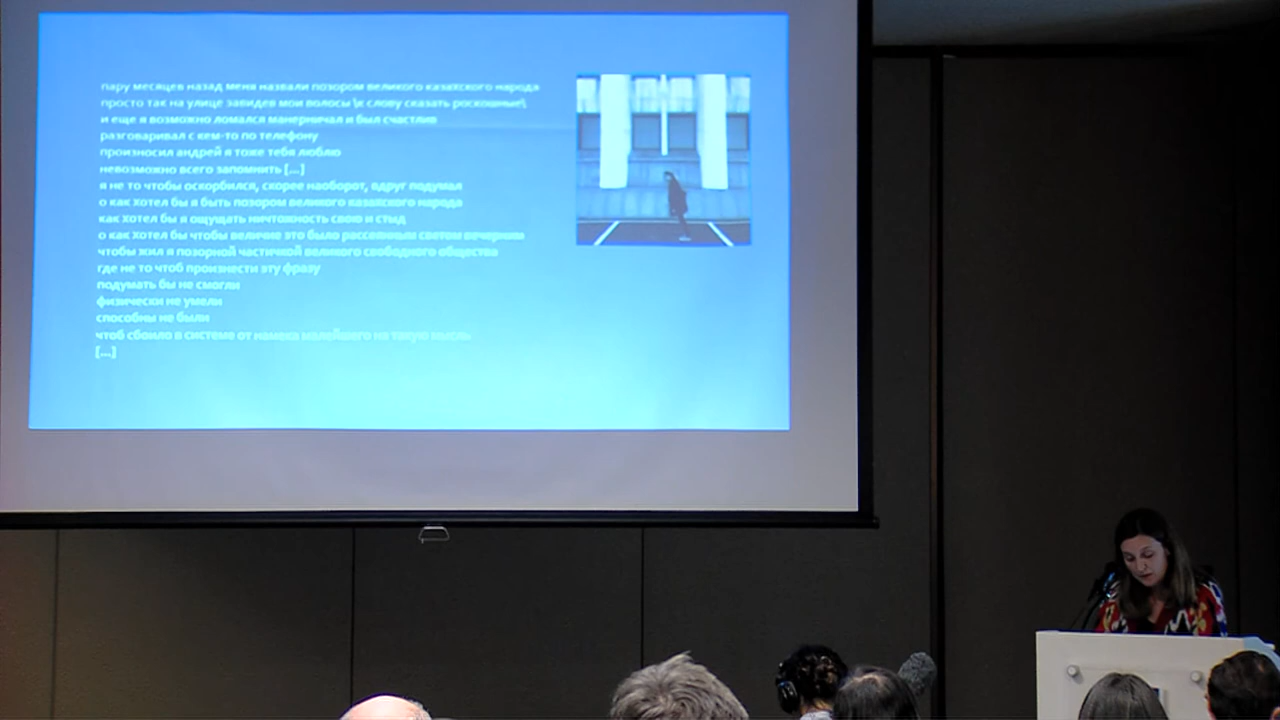 пару месяцев назад меня назвали позором великого казахского народа
просто так на улице завидев мои волосы \к слову сказать роскошные\
и еще я возможно ломался манерничал и был счастлив
разговаривал с кем-то по телефону
произносил андрей я тоже тебя люблю
невозможно всего запомнить [...]
я не то чтобы оскорбился, скорее наоборот, вдруг подумал
о как хотел бы я быть позором великого казахского народа
как хотел бы я ощущать ничтожность свою и стыд
о как хотел бы чтобы величие это было рассеянным светом вечерним
чтобы жил я позорной частичкой великого свободного общества
где не то чтоб произнести эту фразу
подумать бы не смогли
физически не умели
способны не были
чтоб сбоило в системе от намека малейшего на такую мысль
[...]